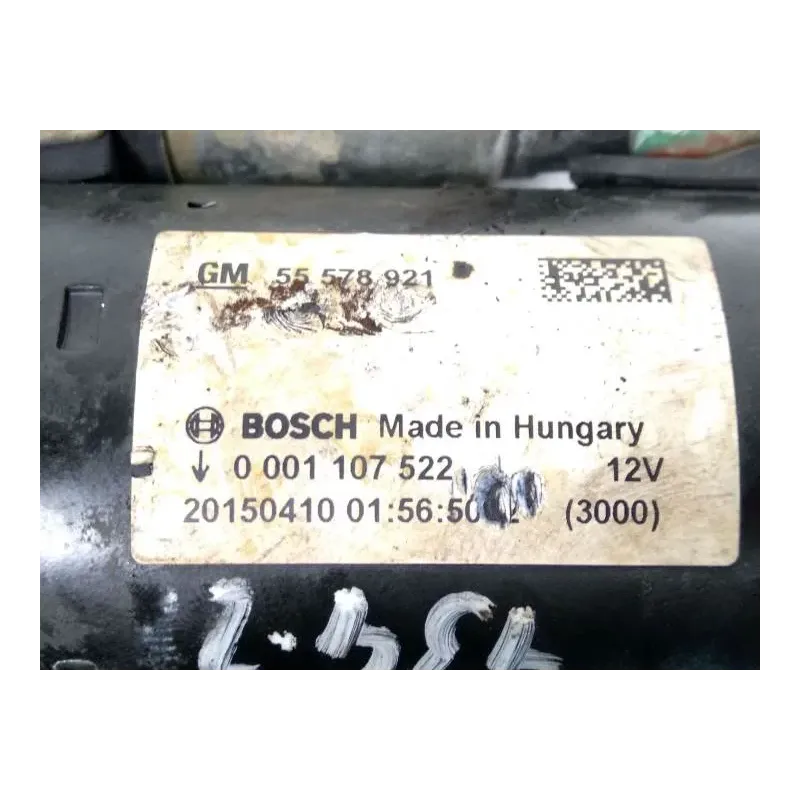 GM 55 578 921
BOSCH Made in Hungary
↓ 0 001 107 522 12V
20150410 01:56:50 (3000)